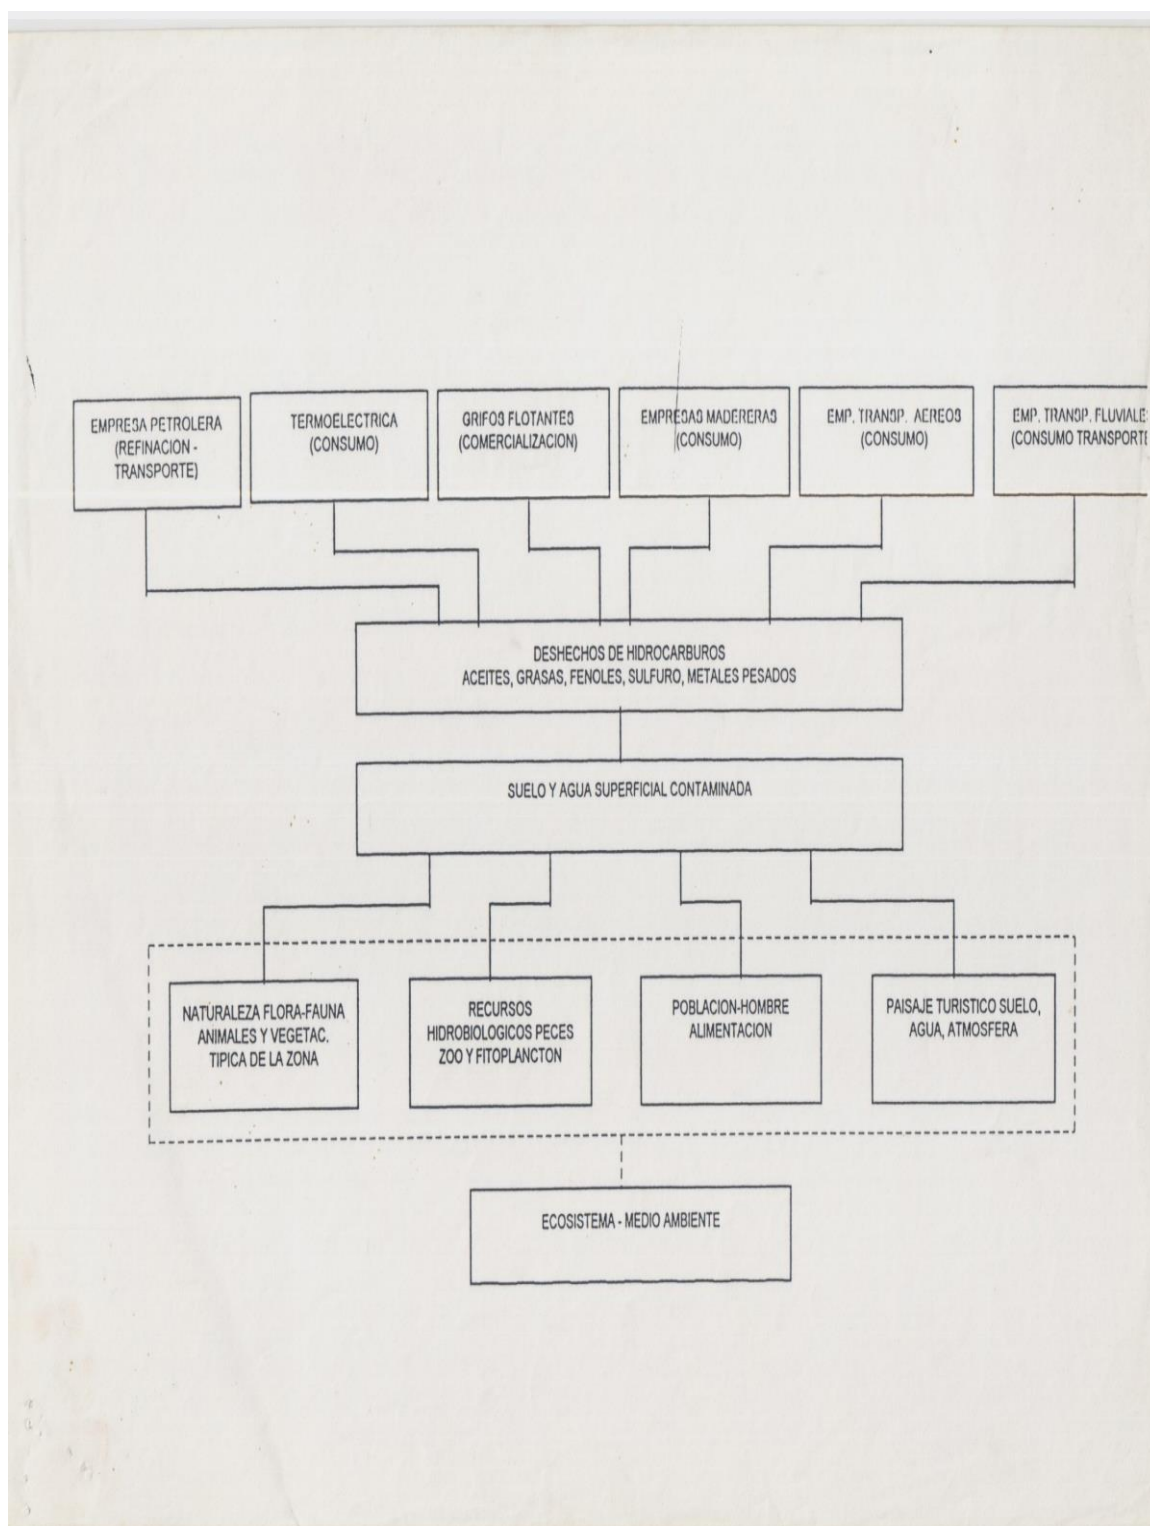 EMPRESA PETROLERA
(REFINACION -
TRANSPORTE)
TERMOELECTRICA
(CONSUMO)
GRIFOS FLOTANTES
(COMERCIALIZACION)
EMPRESAS MADERERAS
(CONSUMO)
EMP. TRANSP. AEREOS
(CONSUMO)
EMP. TRANSP. FLUVIALE
(CONSUMO TRANSPORTE
DESHECHOS DE HIDROCARBUROS
ACEITES, GRASAS, FENOLES, SULFURO, METALES PESADOS
SUELO Y AGUA SUPERFICIAL CONTAMINADA
NATURALEZA FLORA-FAUNA
ANIMALES Y VEGETAC.
TIPICA DE LA ZONA
RECURSOS
HIDROBIOLOGICOS PECES
ZOO Y FITOPLANCTON
POBLACION-HOMBRE
ALIMENTACION
PAISAJE TURISTICO SUELO,
AGUA, ATMOSFERA
ECOSISTEMA - MEDIO AMBIENTE